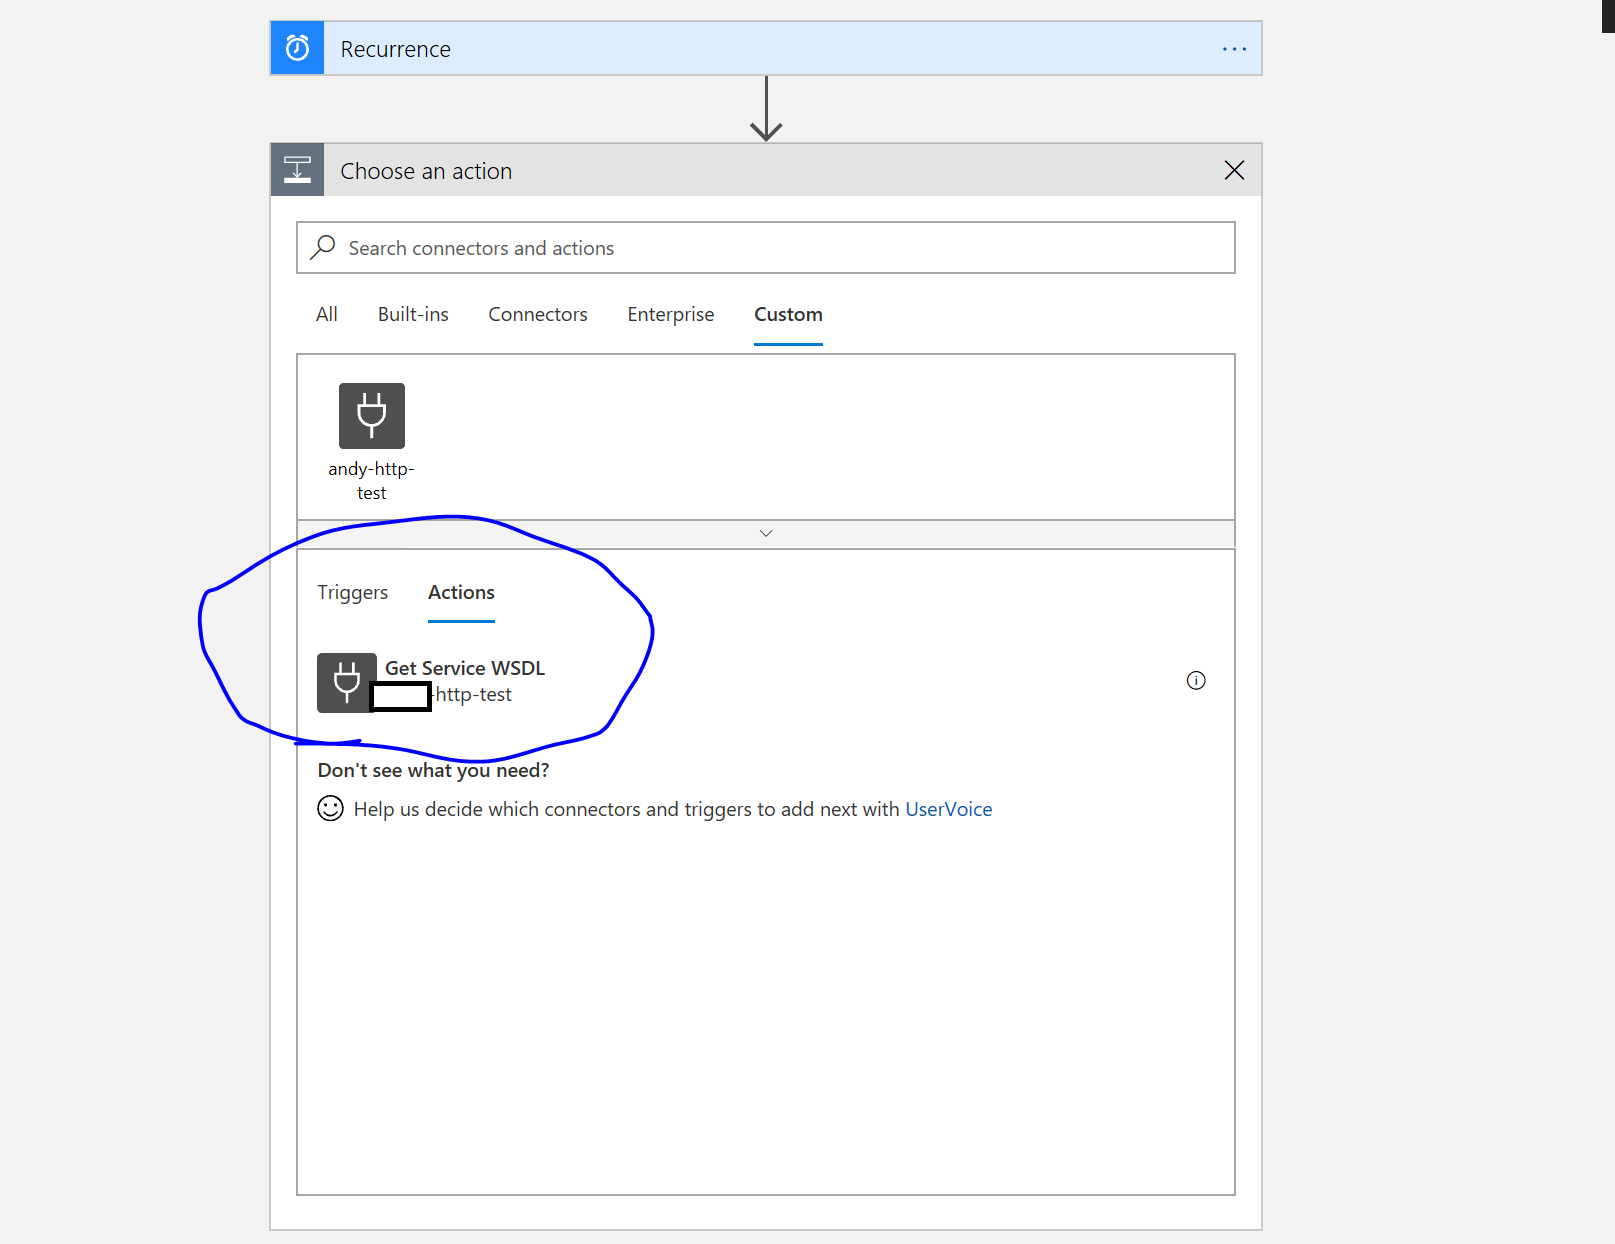 Recurrence
Choose an action
Search connectors and actions
All Built-ins Connectors Enterprise Custom
andy-http-
test
Triggers Actions
Get Service WSDL
-http-test
Don't see what you need?
Help us decide which connectors and triggers to add next with UserVoice